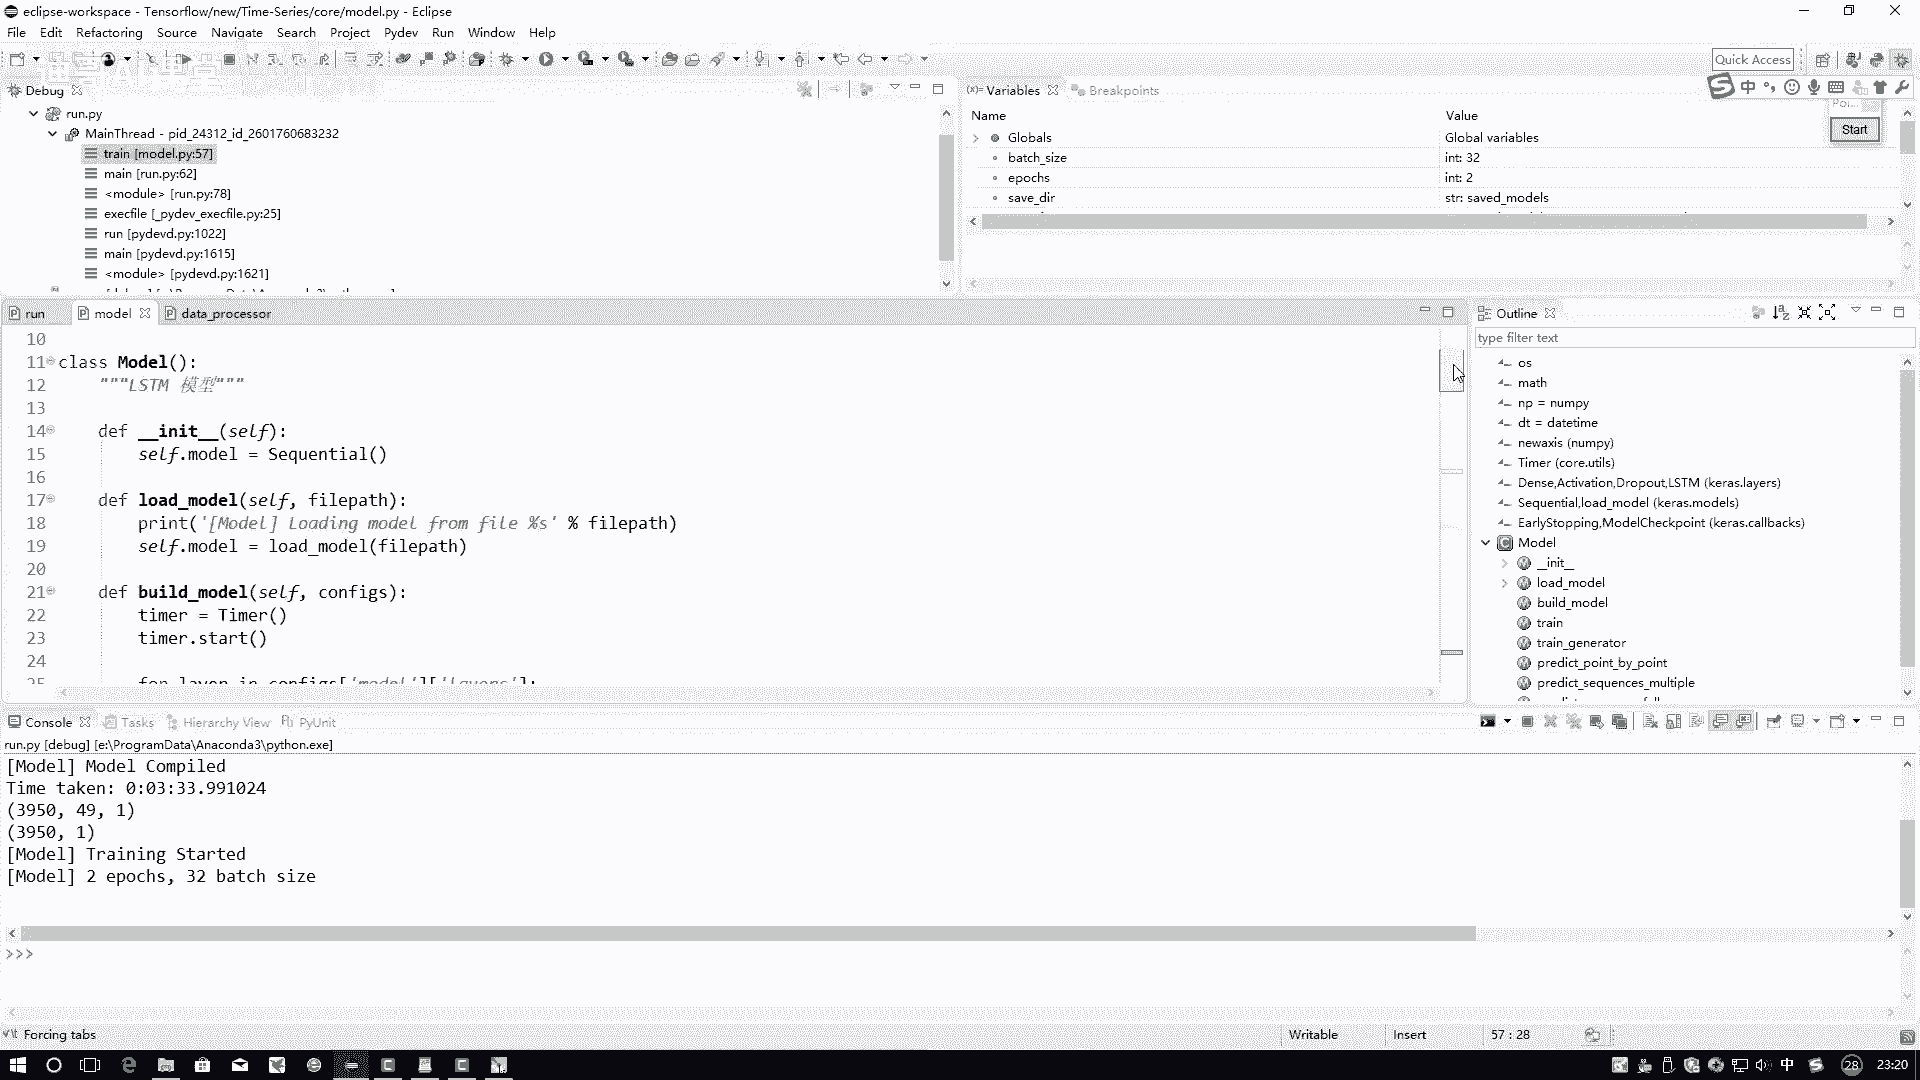 eclipse-workspace - Tensorflow/new/Time-Series/core/model.py - Eclipse
File Edit Refactoring Source Navigate Search Project Pydev Run Window Help
Quick Access
Debug
run.py
MainThread - pid_24312_id_2601760683232
train [model.py:57]
main [run.py:62]
<module> [run.py:78]
execfile [_pydev_execfile.py:25]
run [pydevd.py:1022]
main [pydevd.py:1615]
<module> [pydevd.py:1621]
(x)= Variables Breakpoints
中
Name Value
Start
Globals Global variables
batch_size int: 32
epochs int: 2
save_dir str: saved_models
run model data_processor
10
11 class Model():
12 """LSTM 模型"""
13
14 def __init__(self):
15 self.model = Sequential()
16
17 def load_model(self, filepath):
18 print('[Model] Loading model from file %s' % filepath)
19 self.model = load_model(filepath)
20
21 def build_model(self, configs):
22 timer = Timer()
23 timer.start()
24
25 for layer in configs['model']['layers']:
Outline
type filter text
os
math
np = numpy
dt = datetime
newaxis (numpy)
Timer (core.utils)
Dense,Activation,Dropout,LSTM (keras.layers)
Sequential,load_model (keras.models)
EarlyStopping,ModelCheckpoint (keras.callbacks)
Model
__init__
load_model
build_model
train
train_generator
predict_point_by_point
predict_sequences_multiple
Console Tasks Hierarchy View PyUnit
run.py [debug] [e:\ProgramData\Anaconda3\python.exe]
[Model] Model Compiled
Time taken: 0:03:33.991024
(3950, 49, 1)
(3950, 1)
[Model] Training Started
[Model] 2 epochs, 32 batch size
>>>
Forcing tabs Writable Insert 57 : 28
中 28 23:20